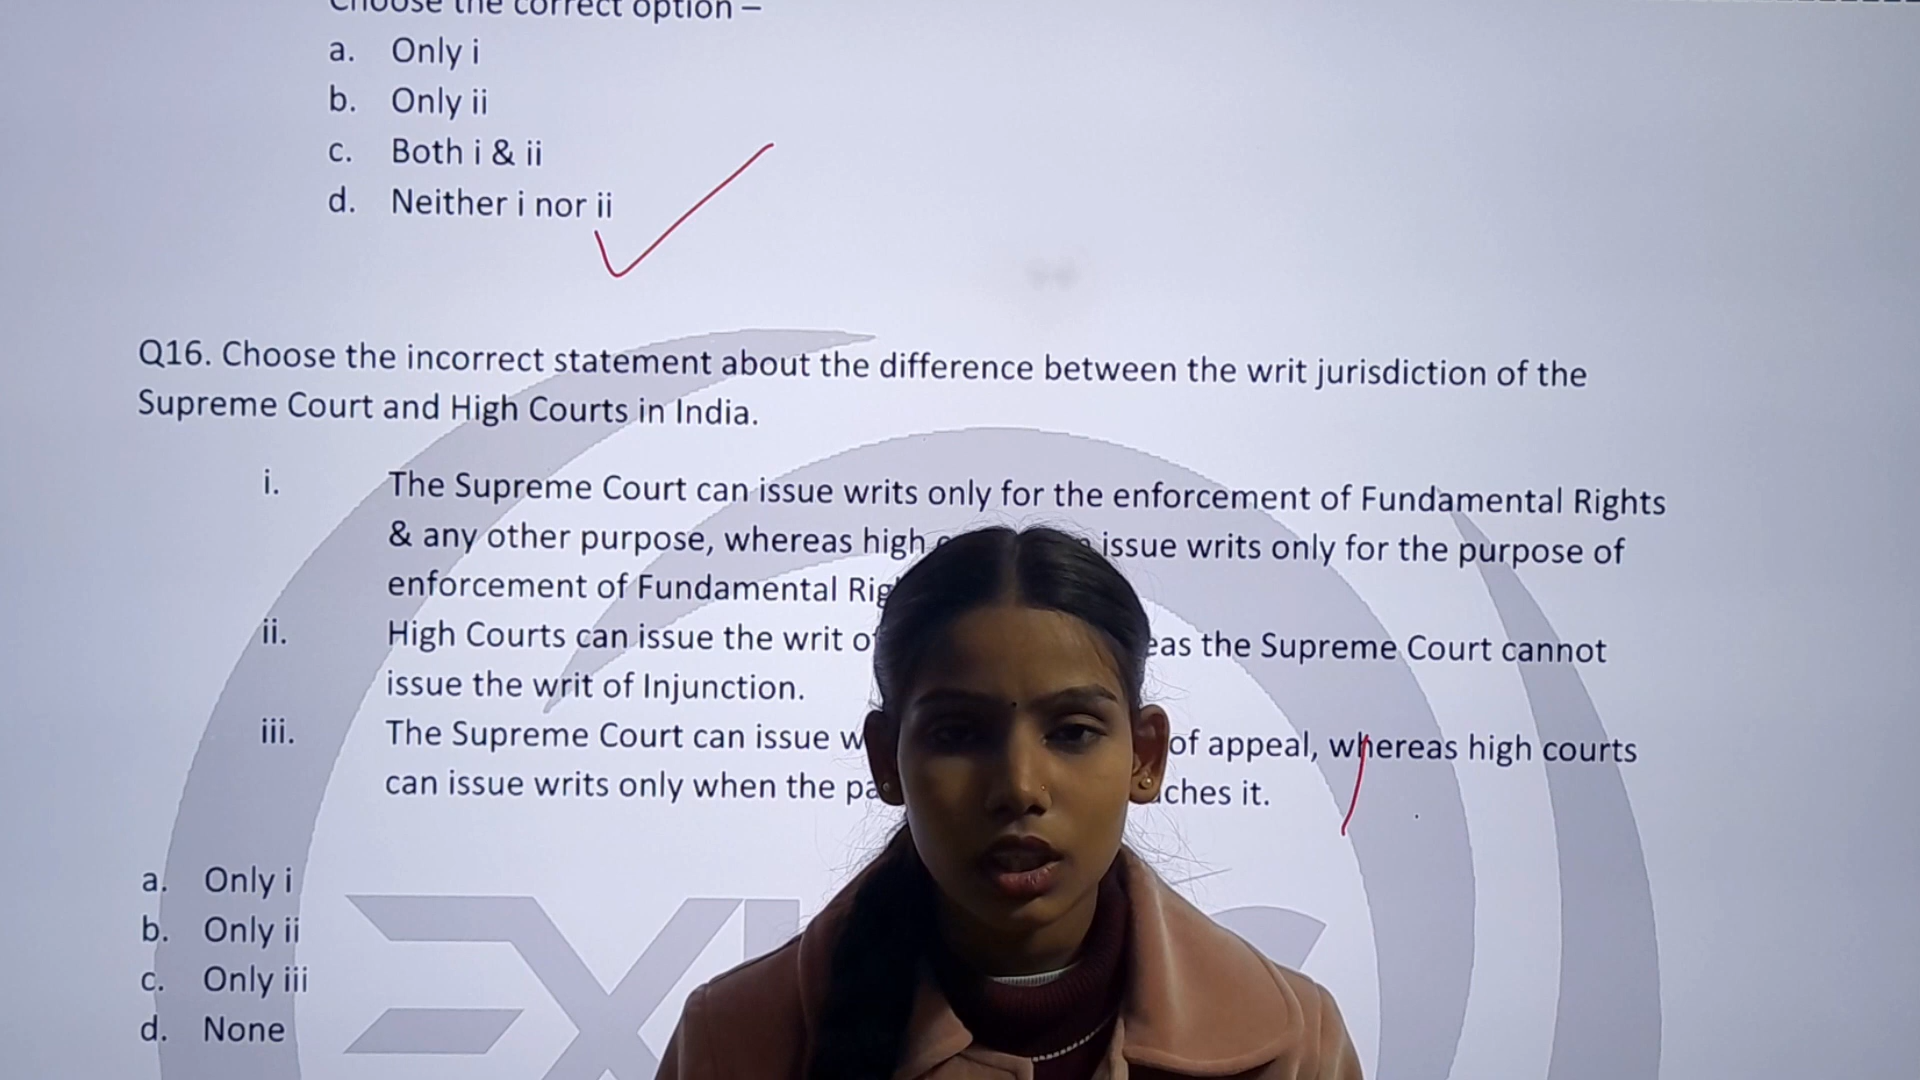 Choose the correct option –
a. Only i
b. Only ii
c. Both i & ii
d. Neither i nor ii
Q16. Choose the incorrect statement about the difference between the writ jurisdiction of the
Supreme Court and High Courts in India.
i. The Supreme Court can issue writs only for the enforcement of Fundamental Rights
& any other purpose, whereas high issue writs only for the purpose of
enforcement of Fundamental
ii. High Courts can issue the writ the Supreme Court cannot
issue the writ of Injunction.
iii. The Supreme Court can issue of appeal, whereas high courts
can issue writs only when the it.
a. Only i
b. Only ii
c. Only iii
d. None